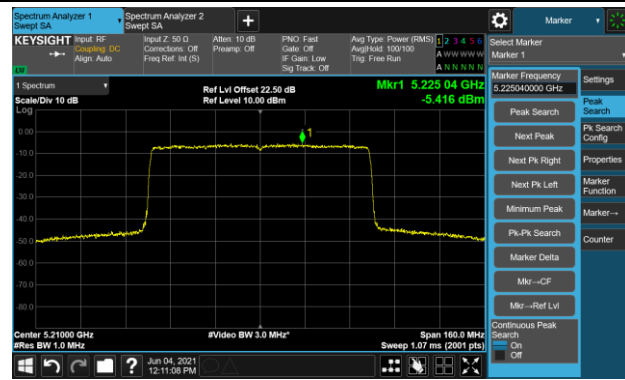 Spectrum Analyzer 1
Swept SA
Spectrum Analyzer 2
Swept SA
Marker
KEYSIGHT
Input: RF
Coupling: DC
Align: Auto
Input Z: 50 Ω
Corrections: Off
Freq Ref: Int (S)
Atten: 10 dB
Preamp: Off
PNO: Fast
Gate: Off
IF Gain: Low
Sig Track: Off
Avg Type: Power (RMS)
Avg|Hold: 100/100
Trig: Free Run
1 2 3 4 5 6
A W W W W W
A N N N N N
Select Marker
Marker 1
1 Spectrum
Scale/Div 10 dB
Log
Ref Lvl Offset 22.50 dB
Ref Level 10.00 dBm
Mkr1 5.225 04 GHz
-5.416 dBm
1
0.00
-10.0
-20.0
-30.0
-40.0
-50.0
-60.0
-70.0
-80.0
Center 5.21000 GHz
#Res BW 1.0 MHz
#Video BW 3.0 MHz*
Span 160.0 MHz
Sweep 1.07 ms (2001 pts)
Marker Frequency
5.225040000 GHz
Peak Search
Next Peak
Next Pk Right
Next Pk Left
Minimum Peak
Pk-Pk Search
Marker Delta
Mkr→CF
Mkr→Ref Lvl
Continuous Peak
Search
On
Off
Settings
Peak
Search
Pk Search
Config
Properties
Marker
Function
Marker→
Counter
?
Jun 04, 2021
12:11:08 PM